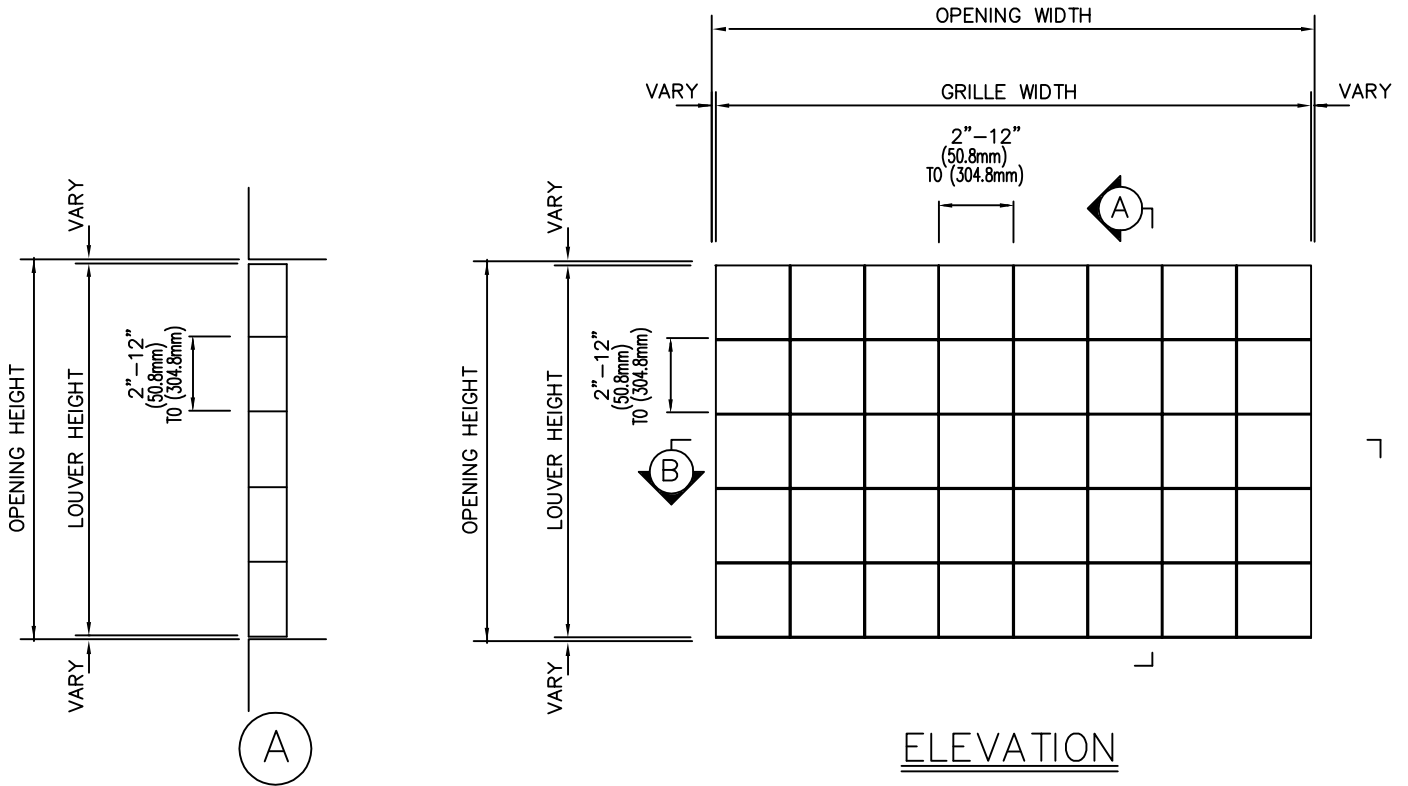 OPENING WIDTH
VARY
GRILLE WIDTH
VARY
2"-12"
(50.8mm)
TO (304.8mm)
A
VARY
OPENING HEIGHT
LOUVER HEIGHT
2"-12"
(50.8mm)
TO (304.8mm)
VARY
A
VARY
OPENING HEIGHT
LOUVER HEIGHT
2"-12"
(50.8mm)
TO (304.8mm)
B
VARY
ELEVATION